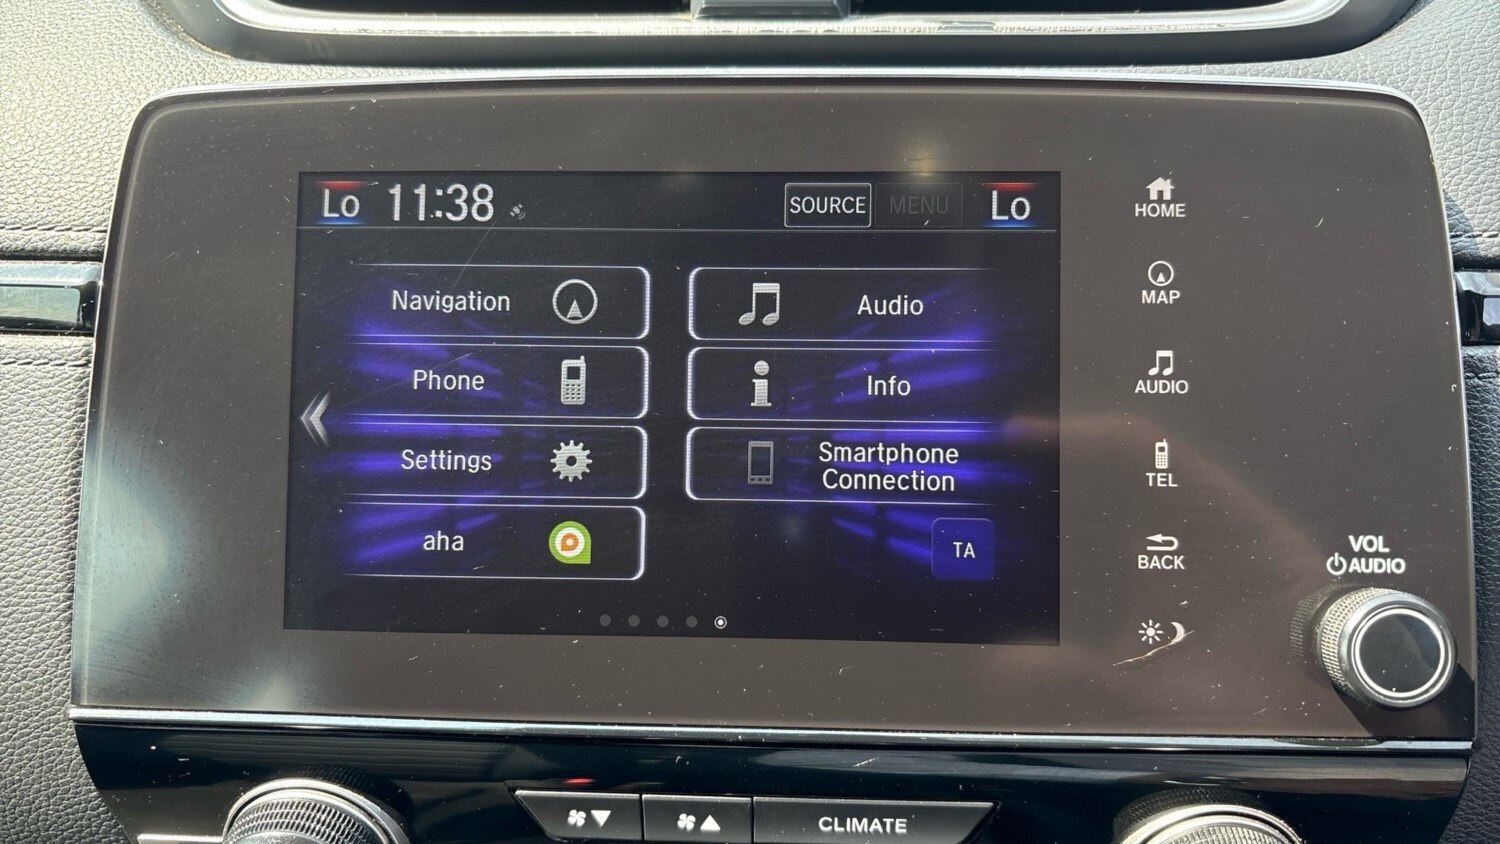 Lo 11:38 SOURCE MENU Lo
Navigation
Audio
Phone
Info
Settings
Smartphone
Connection
aha
TA
HOME
MAP
AUDIO
TEL
BACK
VOL
AUDIO
CLIMATE